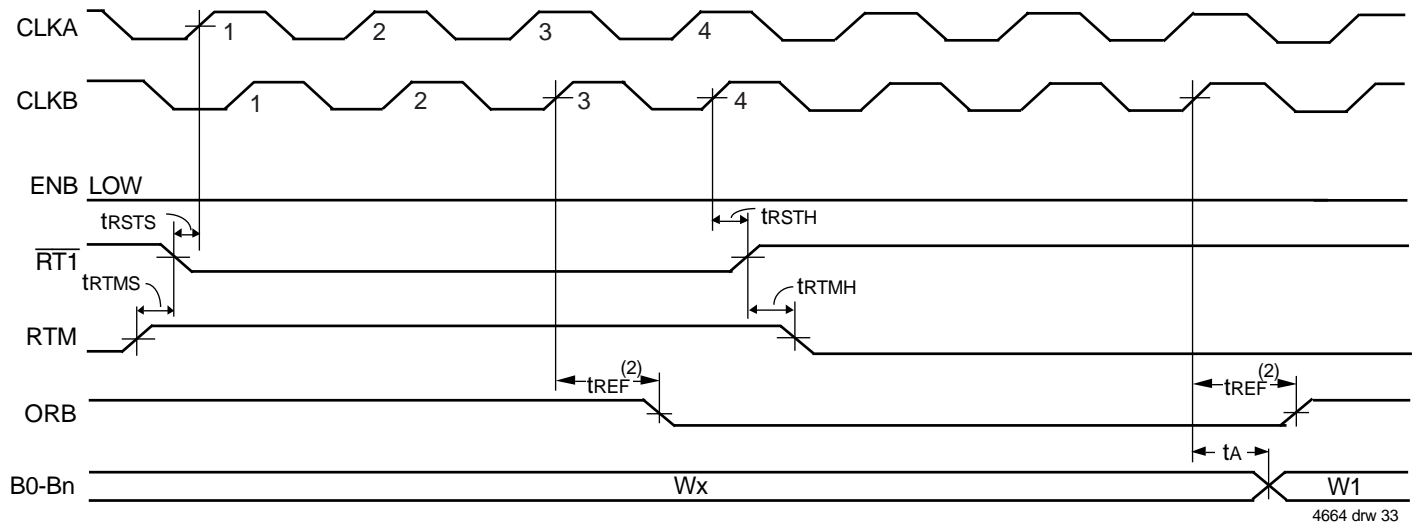 CLKA 1 2 3 4
CLKB 1 2 3 4
ENB LOW
tRSTS tRSTH
RT1
tRTMS tRTMH
RTM
tREF(2) tREF(2)
ORB
tA
B0-Bn Wx W1
4664 drw 33